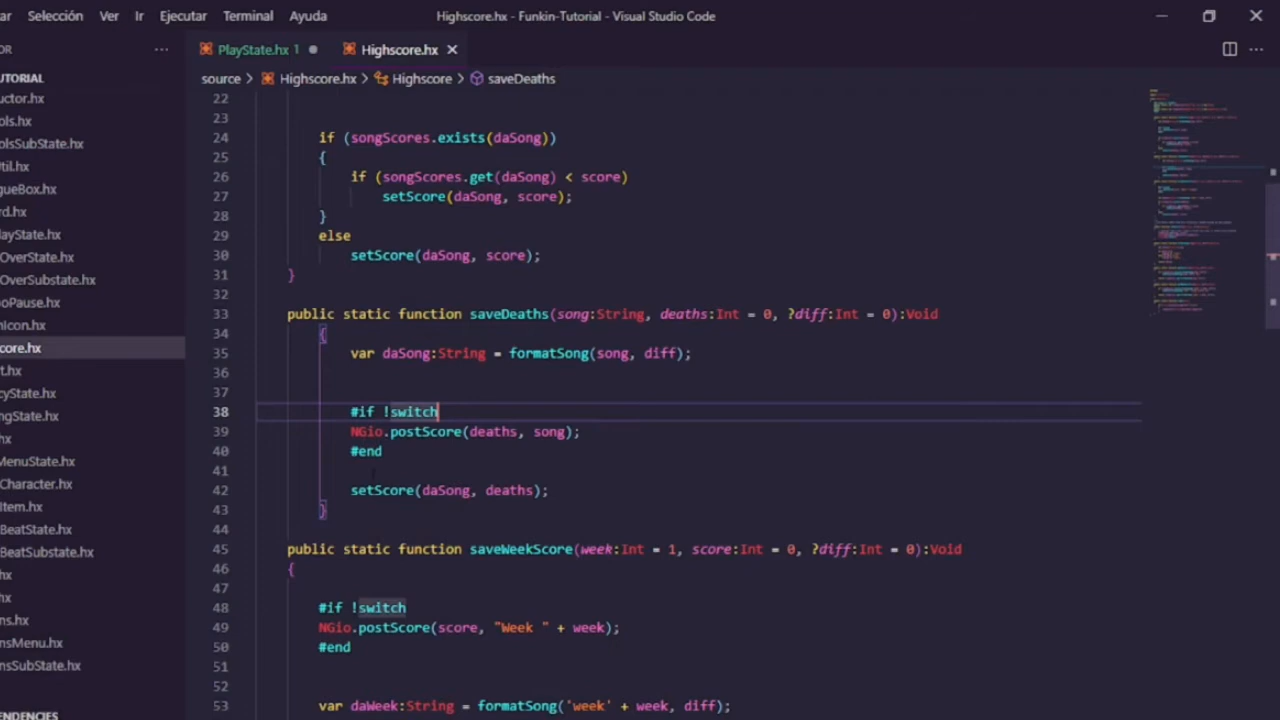 ar Selección Ver Ir Ejecutar Terminal Ayuda Highscore.hx - Funkin-Tutorial - Visual Studio Code
OR ··· PlayState.hx 1 Highscore.hx
source > Highscore.hx > Highscore > saveDeaths
UTORIAL
uctor.hx
ols.hx
olsSubState.hx
Util.hx
gueBox.hx
rd.hx
layState.hx
OverState.hx
OverSubstate.hx
oPause.hx
hIcon.hx
core.hx
t.hx
cyState.hx
ngState.hx
hx
MenuState.hx
Character.hx
Item.hx
BeatState.hx
BeatSubstate.hx
hx
hx
ns.hx
nsMenu.hx
onsSubState.hx
PENDENCIES
22
23
24 if (songScores.exists(daSong))
25 {
26 if (songScores.get(daSong) < score)
27 setScore(daSong, score);
28 }
29 else
30 setScore(daSong, score);
31 }
32
33 public static function saveDeaths(song:String, deaths:Int = 0, ?diff:Int = 0):Void
34 {
35 var daSong:String = formatSong(song, diff);
36
37
38 #if !switch
39 NGio.postScore(deaths, song);
40 #end
41
42 setScore(daSong, deaths);
43 }
44
45 public static function saveWeekScore(week:Int = 1, score:Int = 0, ?diff:Int = 0):Void
46 {
47
48 #if !switch
49 NGio.postScore(score, "Week " + week);
50 #end
51
52
53 var daWeek:String = formatSong('week' + week, diff);